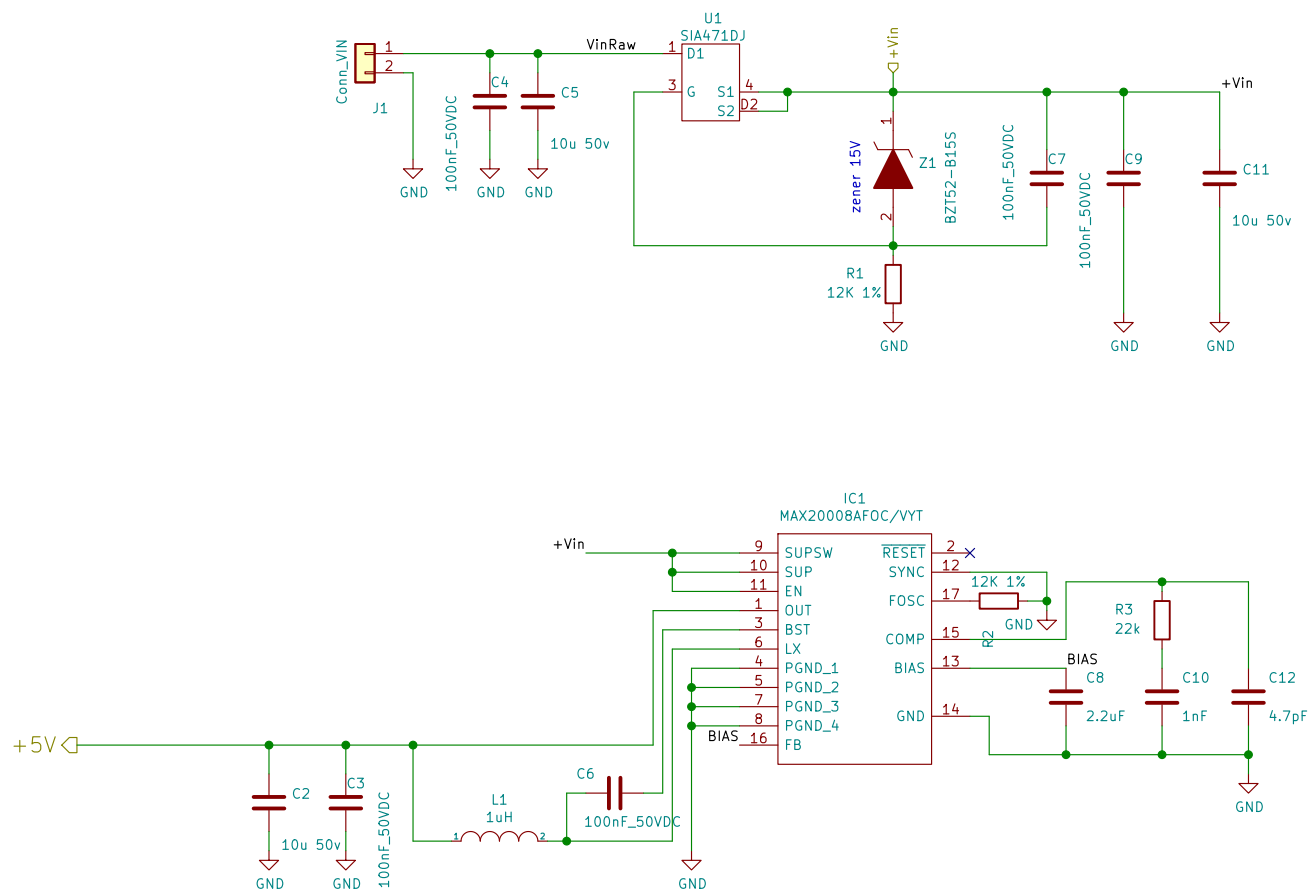 U1
SIA471DJ
Conn_VIN
1
2
J1
VinRaw
1
D1
3
G
S1
4
D2
S2
+Vin
+Vin
C4
100nF_50VDC
C5
10u 50v
GND
GND
GND
1
zener 15V
Z1
BZT52-B15S
2
C7
100nF_50VDC
C9
100nF_50VDC
C11
10u 50v
R1
12K 1%
GND
GND
GND
IC1
MAX20008AFOC/VYT
+Vin
9
SUPSW
10
SUP
11
EN
1
OUT
3
BST
6
LX
4
PGND_1
5
PGND_2
7
PGND_3
8
PGND_4
BIAS
16
FB
RESET
2
SYNC
12
FOSC
17
COMP
15
BIAS
13
GND
14
12K 1%
R2
GND
R3
22k
BIAS
C8
2.2uF
C10
1nF
C12
4.7pF
GND
+5V
C2
10u 50v
C3
100nF_50VDC
L1
1uH
1
2
C6
100nF_50VDC
GND
GND
GND